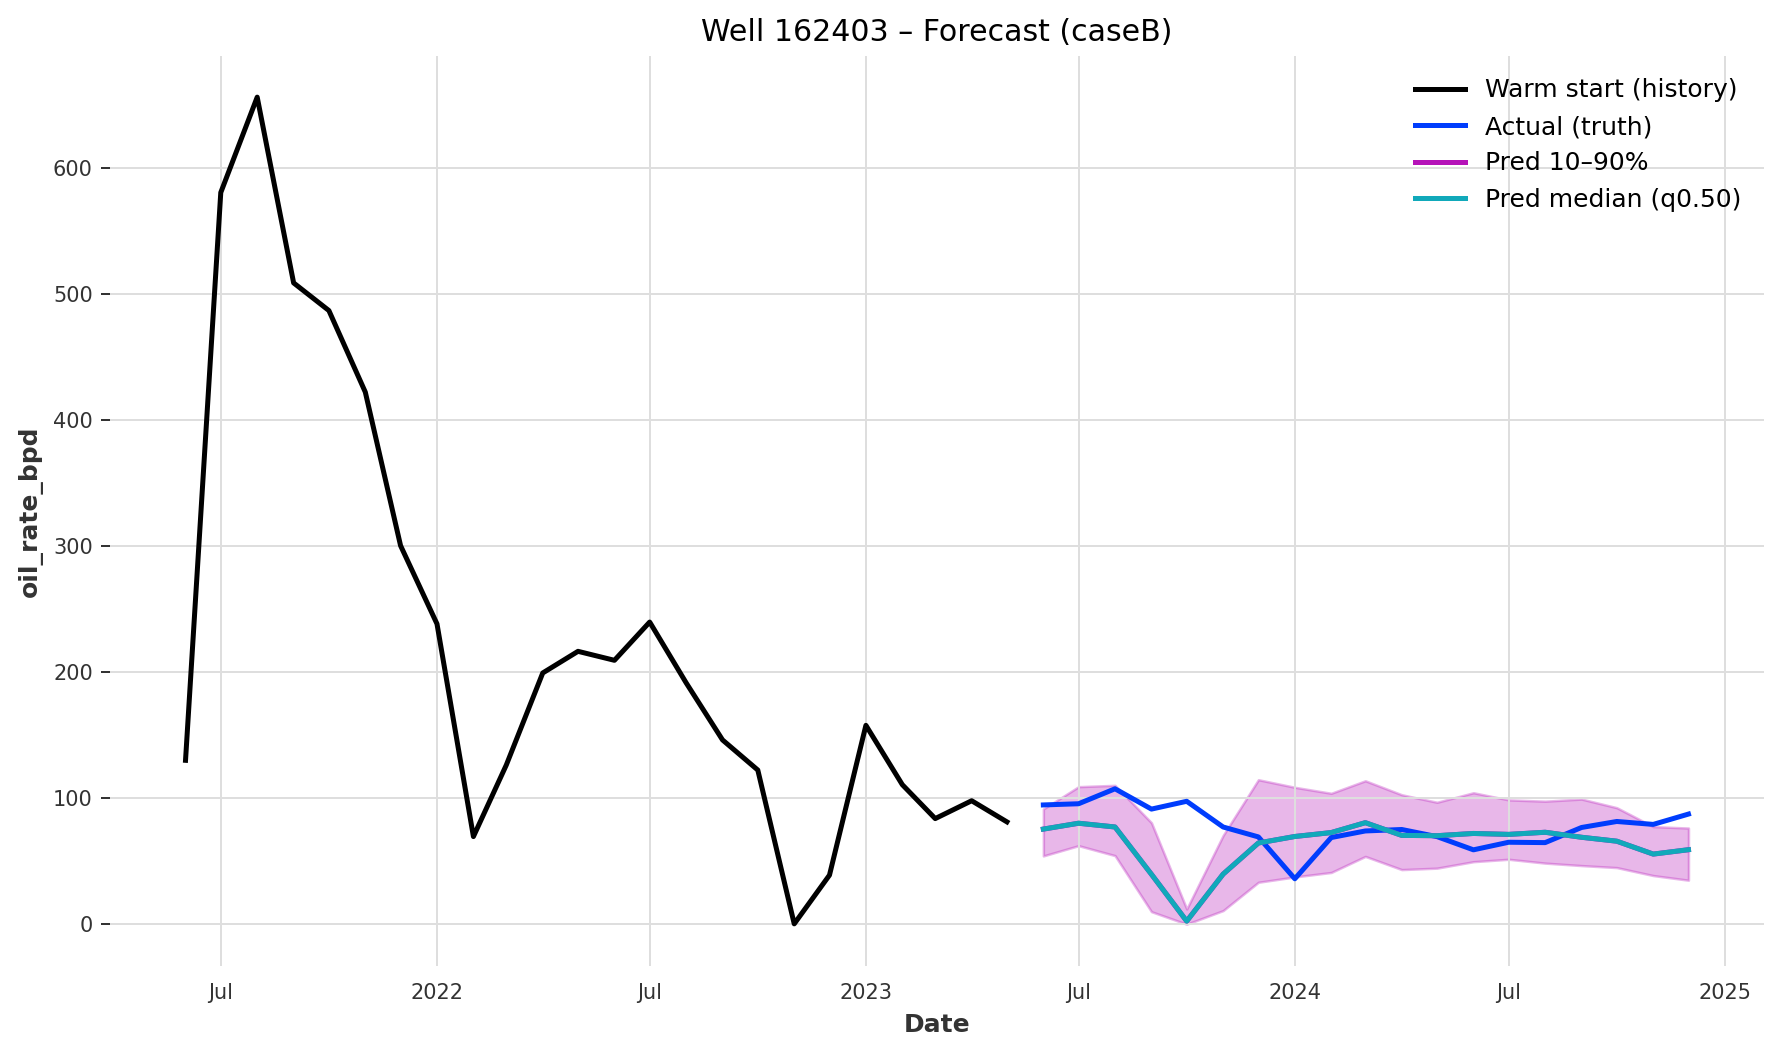 Well 162403 – Forecast (caseB)
Warm start (history)
Actual (truth)
Pred 10–90%
Pred median (q0.50)
oil_rate_bpd
600
500
400
300
200
100
0
Jul
2022
Jul
2023
Jul
2024
Jul
2025
Date